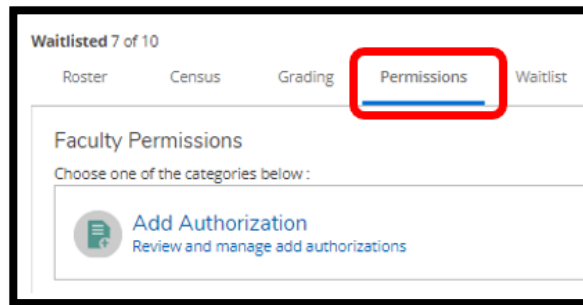 Waitlisted 7 of 10
Roster Census Grading Permissions Waitlist
Faculty Permissions
Choose one of the categories below :
Add Authorization
Review and manage add authorizations